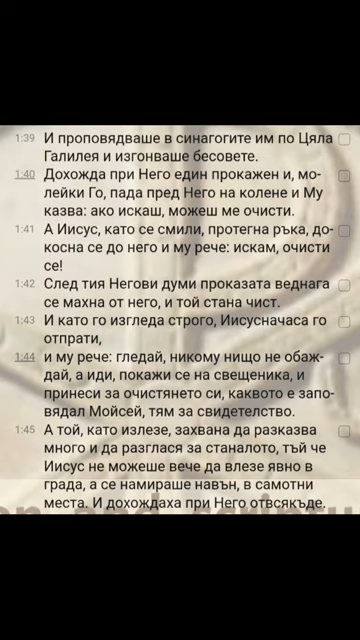 1:39 И проповядваше в синагогите им по Цяла
Галилея и изгонваше бесовете.
1:40 Дохожда при Него един прокажен и, мо-
лейки Го, пада пред Него на колене и Му
казва: ако искаш, можеш ме очисти.
1:41 А Иисус, като се смили, протегна ръка, до-
косна се до него и му рече: искам, очисти
се!
1:42 След тия Негови думи проказата веднага
се махна от него, и той стана чист.
1:43 И като го изгледа строго, Иисусначаса го
отпрати,
1:44 и му рече: гледай, никому нищо не обаж-
дай, а иди, покажи се на свещеника, и
принеси за очистянето си, каквото е запо-
вядал Мойсей, тям за свидетелство.
1:45 А той, като излезе, захвана да разказва
много и да разглася за станалото, тъй че
Иисус не можеше вече да влезе явно в
града, а се намираше навън, в самотни
места. И дохождаха при Него отвсякъде.